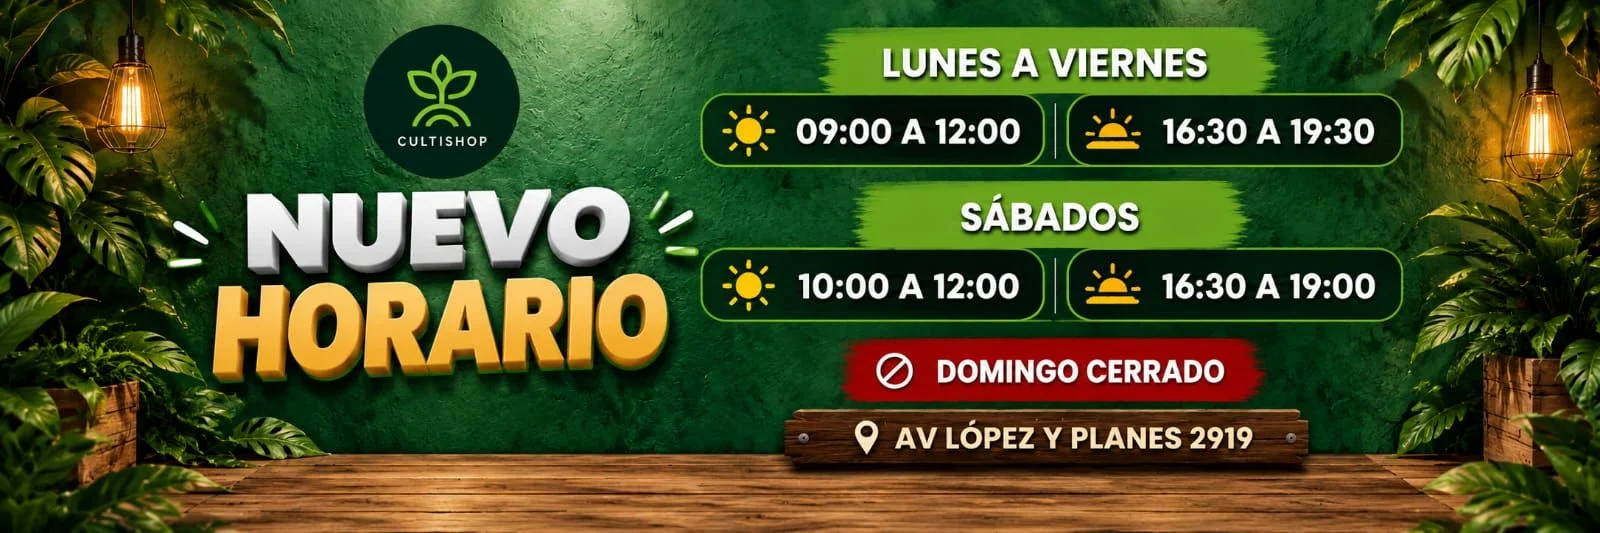 CULTISHOP
NUEVO
HORARIO
LUNES A VIERNES
09:00 A 12:00
16:30 A 19:30
SÁBADOS
10:00 A 12:00
16:30 A 19:00
DOMINGO CERRADO
AV LÓPEZ Y PLANES 2919